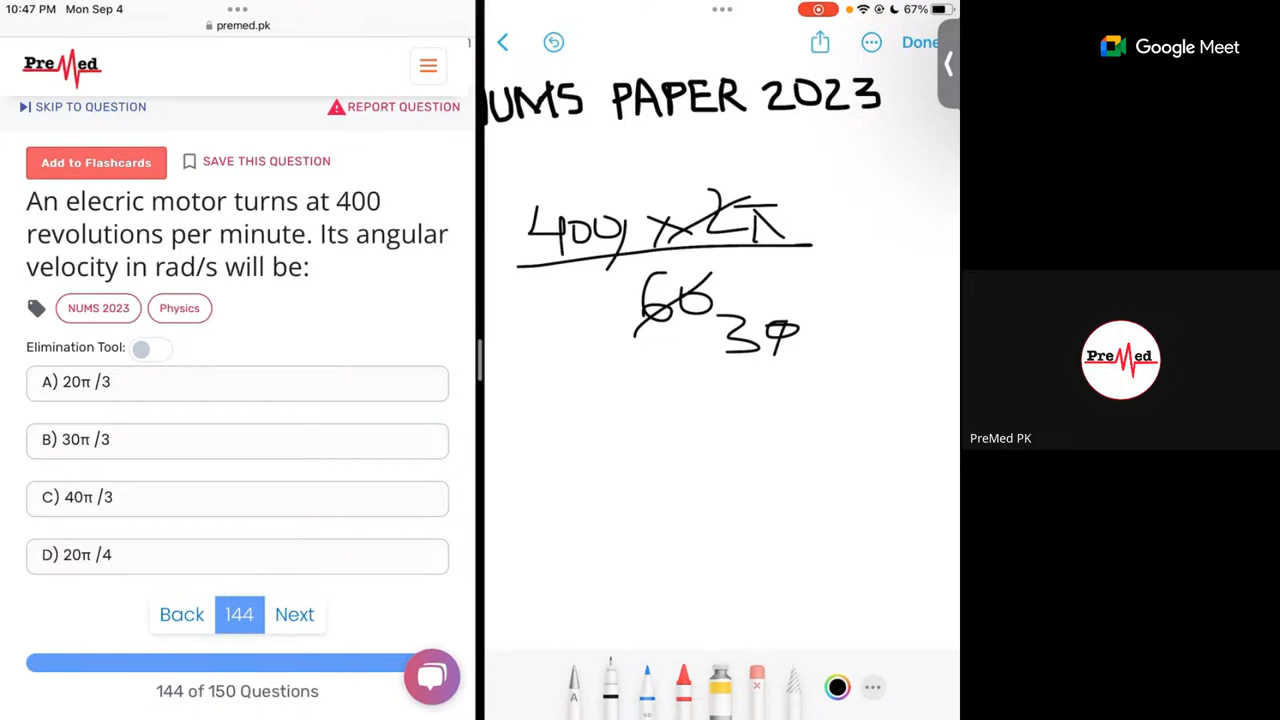 10:47 PM Mon Sep 4
premed.pk
PreMed
SKIP TO QUESTION
REPORT QUESTION
Add to Flashcards
SAVE THIS QUESTION
An elecric motor turns at 400
revolutions per minute. Its angular
velocity in rad/s will be:
NUMS 2023
Physics
Elimination Tool:
A) 20π /3
B) 30π /3
C) 40π /3
D) 20π /4
Back 144 Next
144 of 150 Questions
67%
Done
NUMS PAPER 2023
400 × 2π
60
30
Google Meet
PreMed
PreMed PK